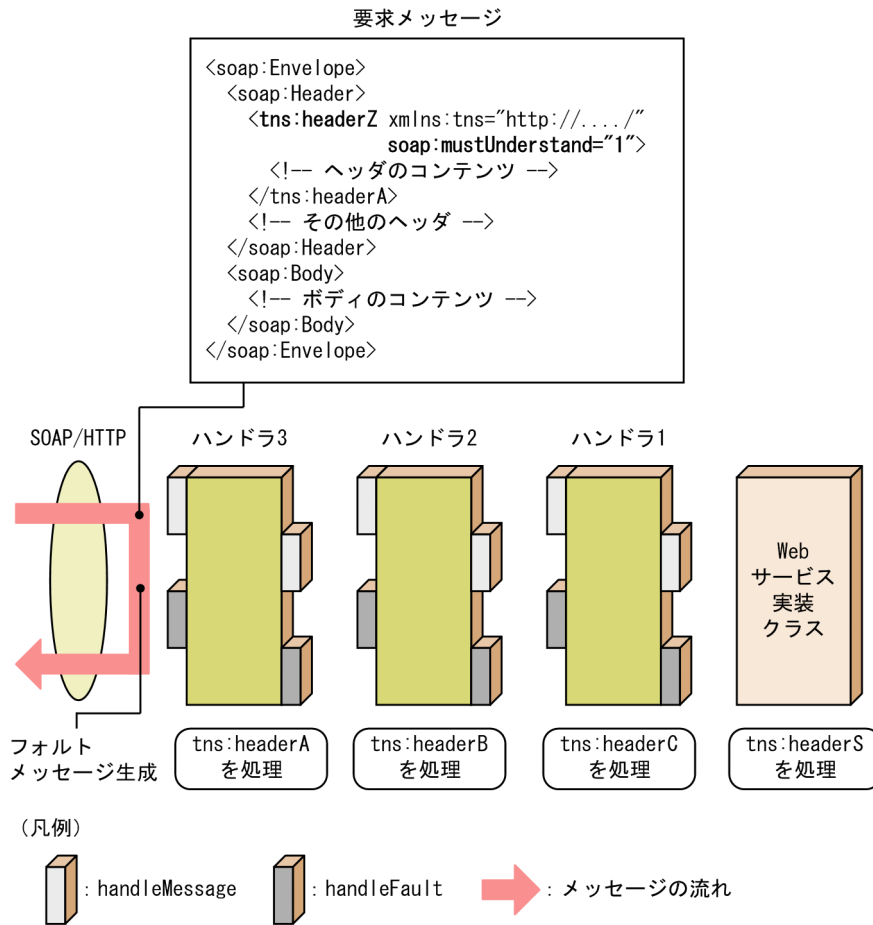 要求メッセージ
<soap:Envelope>
<soap:Header>
<tns:headerZ xmlns:tns="http://..../"
soap:mustUnderstand="1">
<!-- ヘッダのコンテンツ -->
</tns:headerA>
<!-- その他のヘッダ -->
</soap:Header>
<soap:Body>
<!-- ボディのコンテンツ -->
</soap:Body>
</soap:Envelope>
SOAP/HTTP
ハンドラ3
ハンドラ2
ハンドラ1
Web
サービス
実装
クラス
フォルト
メッセージ生成
tns:headerA
を処理
tns:headerB
を処理
tns:headerC
を処理
tns:headerS
を処理
(凡例)
: handleMessage
: handleFault
: メッセージの流れ